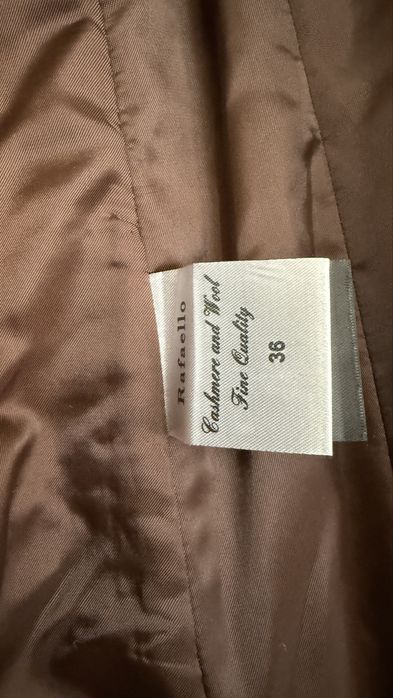 Rafaello
Cashmere and Wool
Fine Quality
36